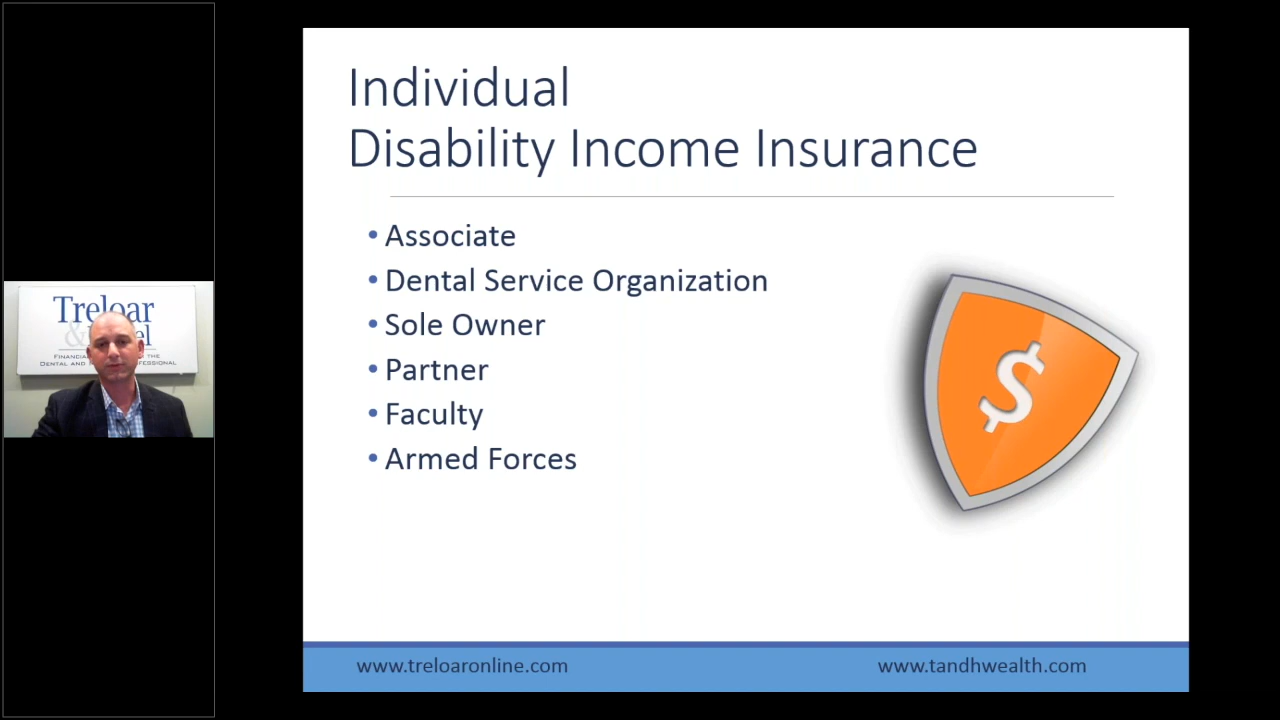 Individual
Disability Income Insurance
• Associate
• Dental Service Organization
• Sole Owner
• Partner
• Faculty
• Armed Forces
$
www.treloaronline.com
www.tandhwealth.com
Treloar
&
FINANCIAL
THE
DENTAL AND